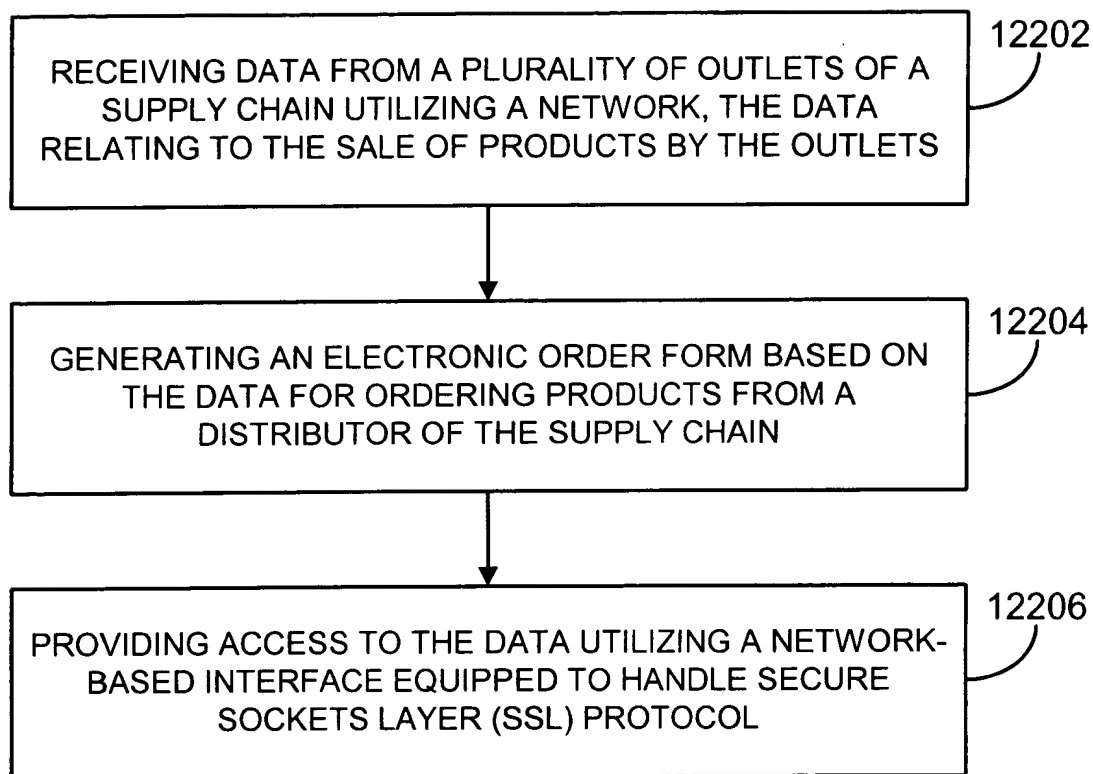 12202
RECEIVING DATA FROM A PLURALITY OF OUTLETS OF A
SUPPLY CHAIN UTILIZING A NETWORK, THE DATA
RELATING TO THE SALE OF PRODUCTS BY THE OUTLETS
12204
GENERATING AN ELECTRONIC ORDER FORM BASED ON
THE DATA FOR ORDERING PRODUCTS FROM A
DISTRIBUTOR OF THE SUPPLY CHAIN
12206
PROVIDING ACCESS TO THE DATA UTILIZING A NETWORK-
BASED INTERFACE EQUIPPED TO HANDLE SECURE
SOCKETS LAYER (SSL) PROTOCOL